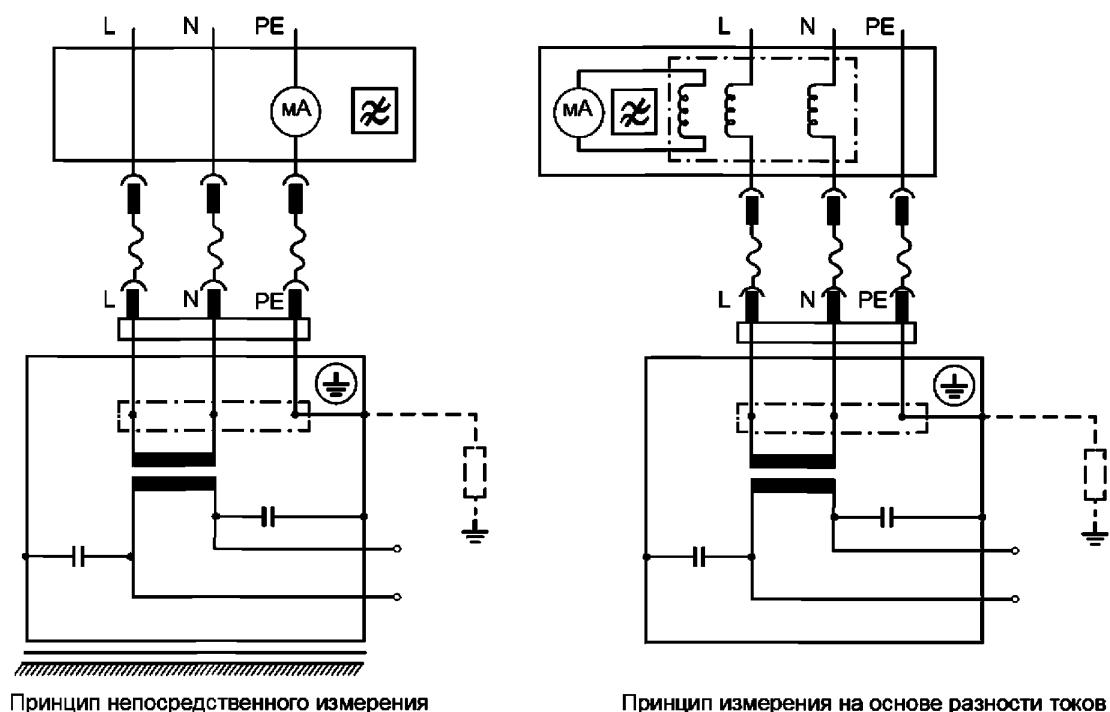 L N PE
L N PE
мА
мА
L N PE
L N PE
Принцип непосредственного измерения
Принцип измерения на основе разности токов